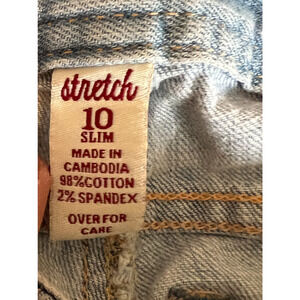 stretch
10
SLIM
MADE IN
CAMBODIA
98%COTTON
2% SPANDEX
OVER FOR
CARE